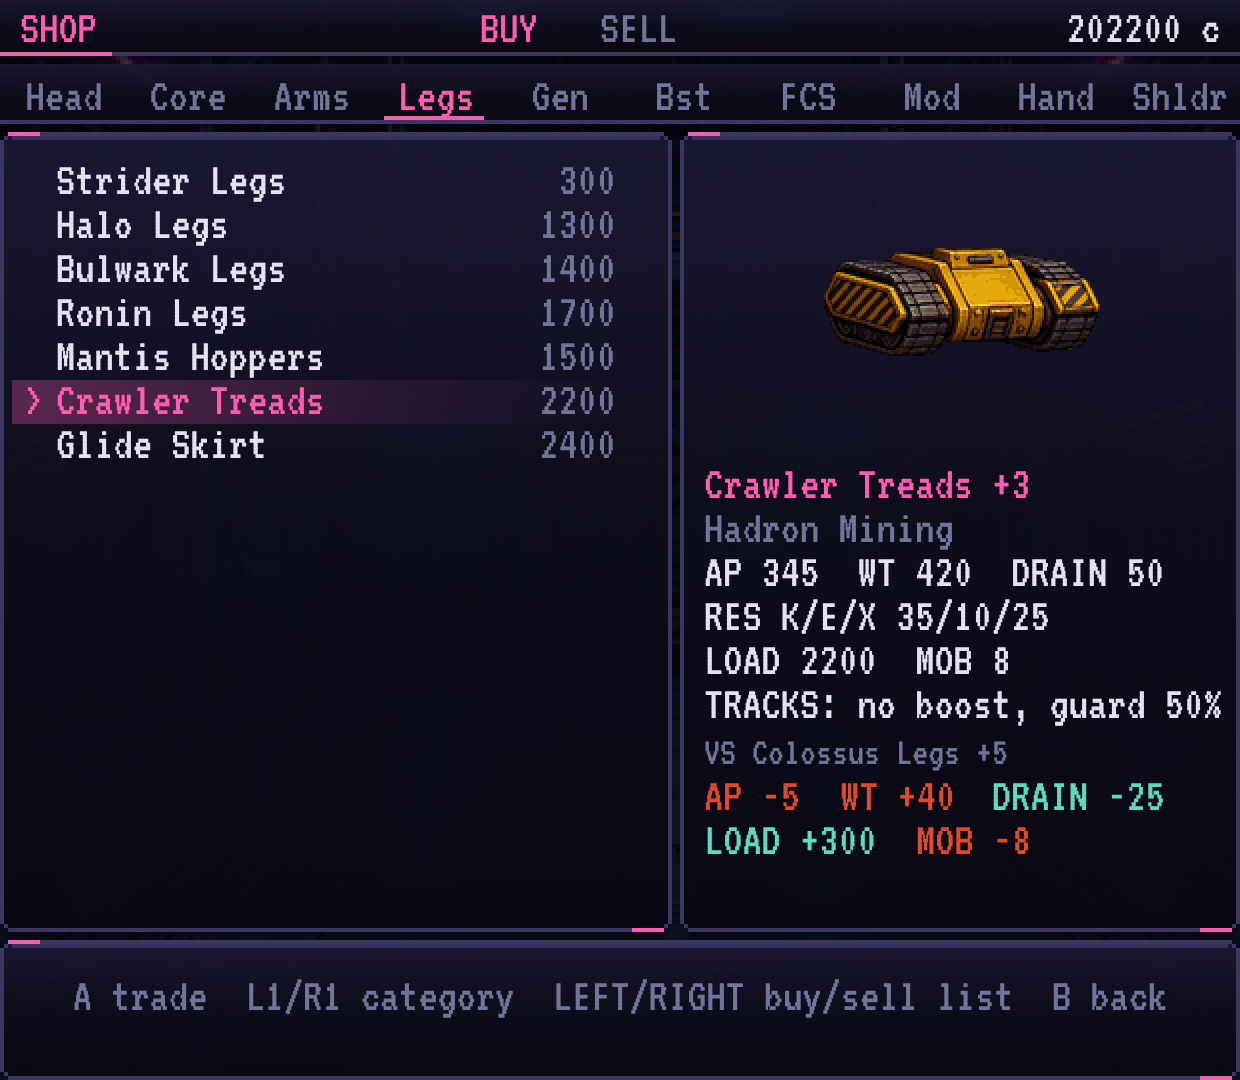 SHOP BUY SELL 202200 c
Head Core Arms Legs Gen Bst FCS Mod Hand Shldr
Strider Legs 300
Halo Legs 1300
Bulwark Legs 1400
Ronin Legs 1700
Mantis Hoppers 1500
> Crawler Treads 2200
Glide Skirt 2400
Crawler Treads +3
Hadron Mining
AP 345 WT 420 DRAIN 50
RES K/E/X 35/10/25
LOAD 2200 MOB 8
TRACKS: no boost, guard 50%
VS Colossus Legs +5
AP -5 WT +40 DRAIN -25
LOAD +300 MOB -8
A trade L1/R1 category LEFT/RIGHT buy/sell list B back